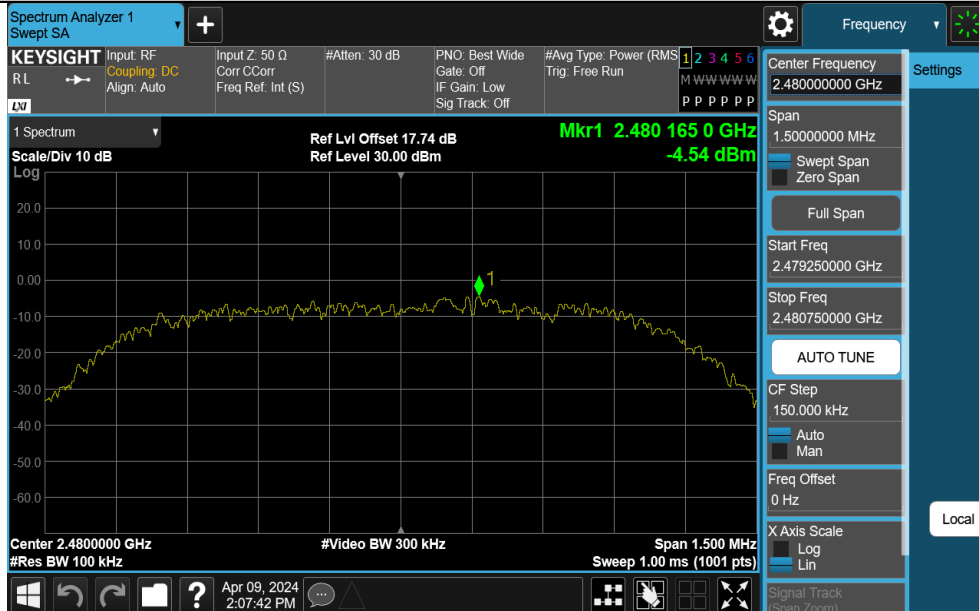 Spectrum Analyzer 1
Swept SA
+
Frequency
KEYSIGHT
R L
LXI
Input: RF
Coupling: DC
Align: Auto
Input Z: 50 Ω
Corr CCorr
Freq Ref: Int (S)
#Atten: 30 dB
PNO: Best Wide
Gate: Off
IF Gain: Low
Sig Track: Off
#Avg Type: Power (RMS
Trig: Free Run
1 2 3 4 5 6
M W W W W W
P P P P P P
1 Spectrum
Scale/Div 10 dB
Log
Ref Lvl Offset 17.74 dB
Ref Level 30.00 dBm
Mkr1 2.480 165 0 GHz
-4.54 dBm
20.0
10.0
0.00
-10.0
-20.0
-30.0
-40.0
-50.0
-60.0
1
Center 2.4800000 GHz
#Res BW 100 kHz
#Video BW 300 kHz
Span 1.500 MHz
Sweep 1.00 ms (1001 pts)
Apr 09, 2024
2:07:42 PM
Center Frequency
2.480000000 GHz
Span
1.50000000 MHz
Swept Span
Zero Span
Full Span
Start Freq
2.479250000 GHz
Stop Freq
2.480750000 GHz
AUTO TUNE
CF Step
150.000 kHz
Auto
Man
Freq Offset
0 Hz
X Axis Scale
Log
Lin
Signal Track
(Span Zoom)
Settings
Local